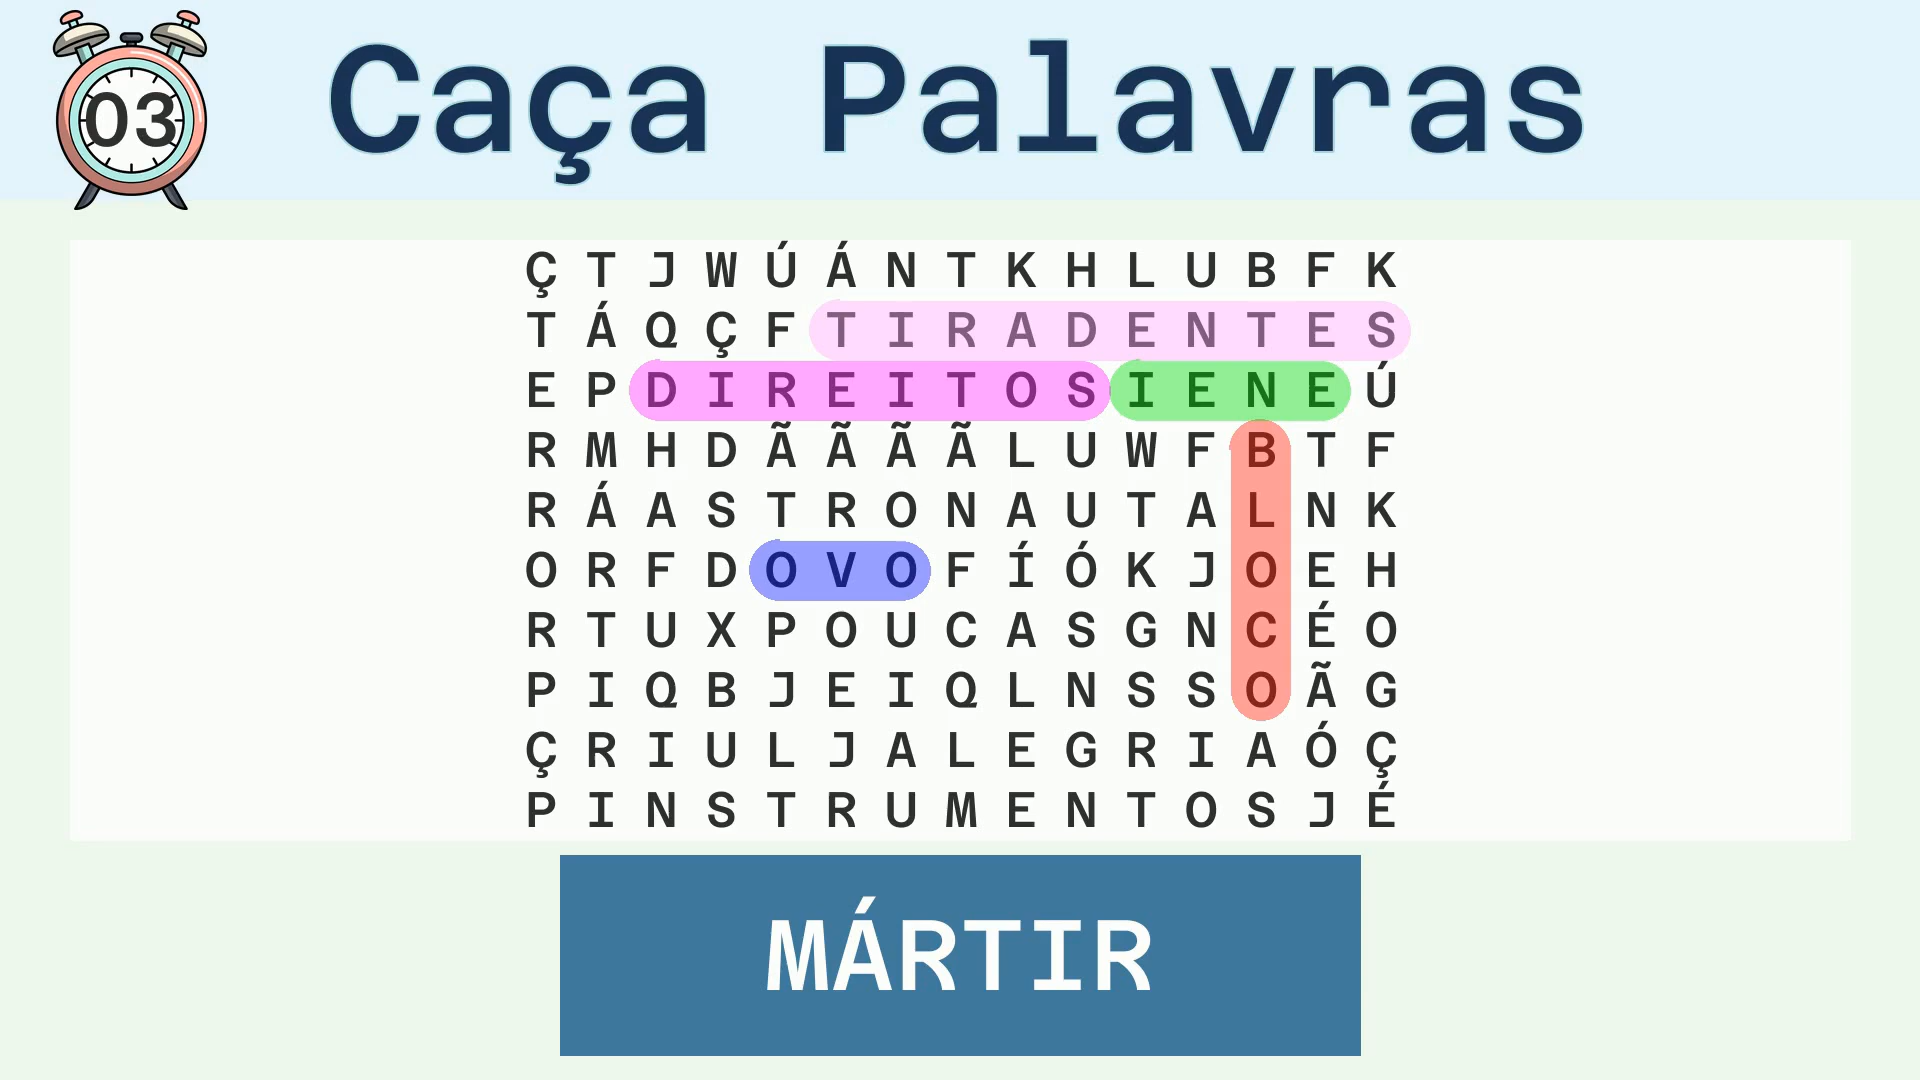 03
Caça Palavras
Ç T J W Ú Á N T K H L U B F K
T Á Q Ç F T I R A D E N T E S
E P D I R E I T O S I E N E Ú
R M H D Ã Ã Ã Ã L U W F B T F
R Á A S T R O N A U T A L N K
O R F D O V O F Í Ó K J O E H
R T U X P O U C A S G N C É O
P I Q B J E I Q L N S S O Ã G
Ç R I U L J A L E G R I A Ó Ç
P I N S T R U M E N T O S J É
MÁRTIR